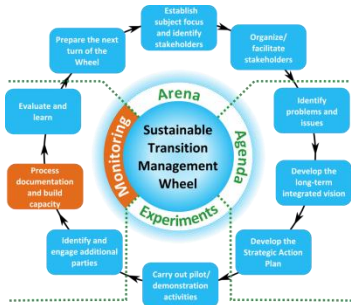 Establish
subject focus
and identify
stakeholders
Organize/
facilitate
stakeholders
Identify
problems and
issues
Develop the
long-term
integrated vision
Develop the
Strategic Action
Plan
Carry out pilot/
demonstration
activities
Identify and
engage additional
parties
Process
documentation
and build
capacity
Evaluate and
learn
Prepare the next
turn of the
Wheel
Arena
Agenda
Experiments
Monitoring
Sustainable
Transition
Management
Wheel